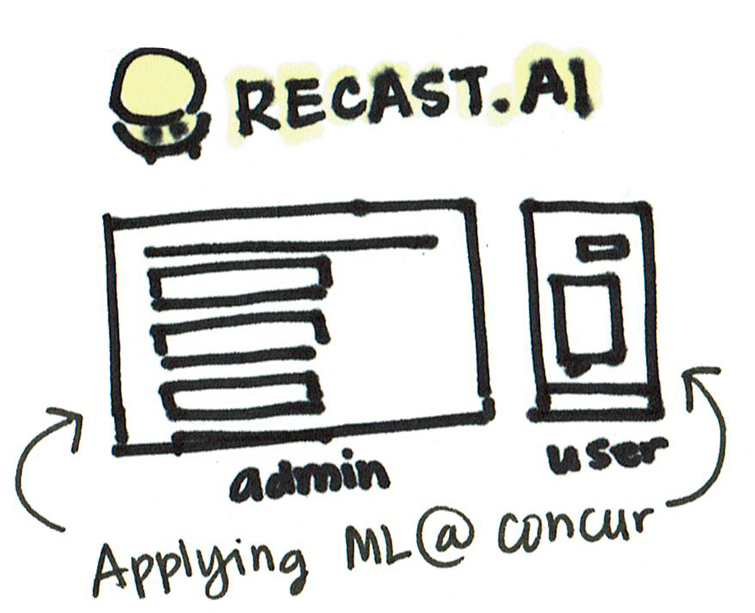 RECAST.AI
admin
user
Applying ML @ concur